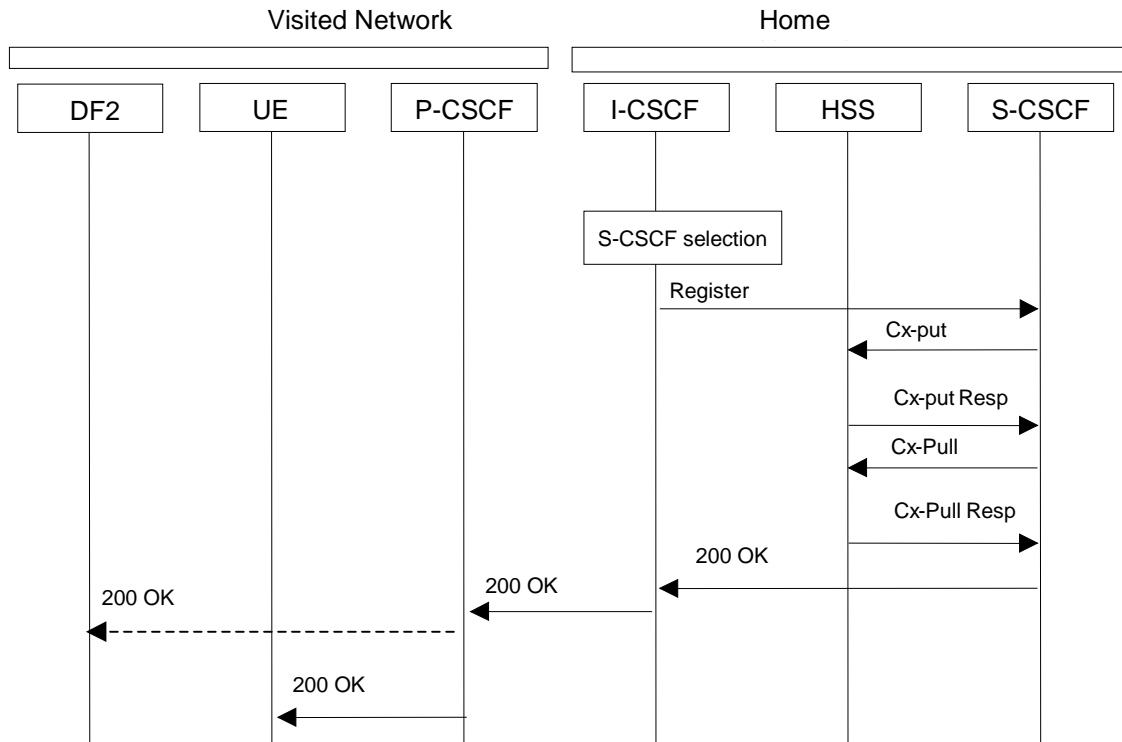 Visited Network
Home
DF2
UE
P-CSCF
I-CSCF
HSS
S-CSCF
S-CSCF selection
Register
Cx-put
Cx-put Resp
Cx-Pull
Cx-Pull Resp
200 OK
200 OK
200 OK
200 OK